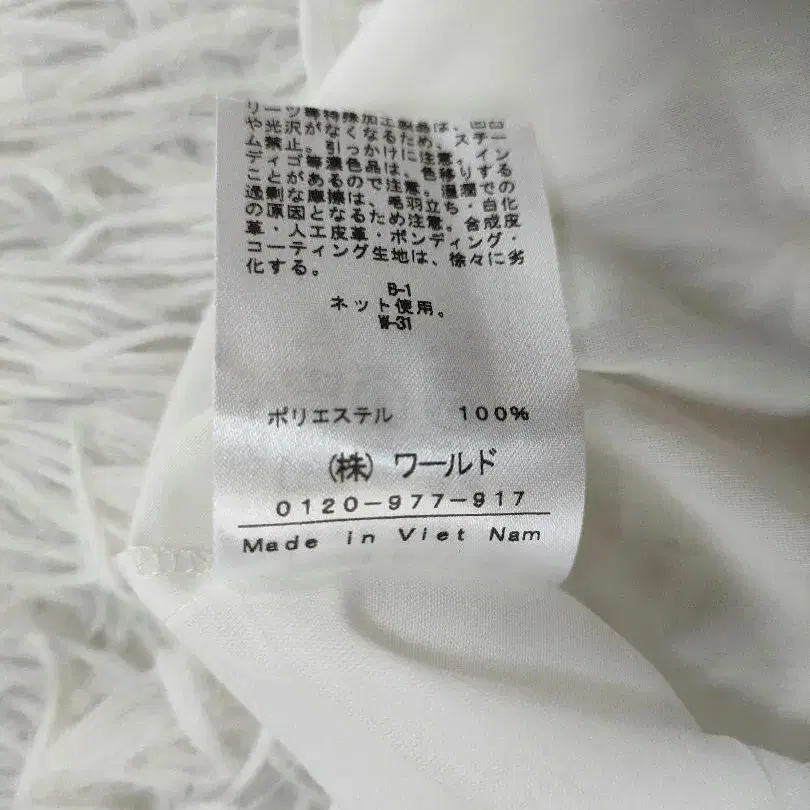 リーツ等特殊加工製品は、凹凸
や光沢がなくなるため、スチー
ム禁止。引っかけに注意。イン
ディゴ等濃色品は、色移りする
ことがあるので注意。湿潤での
過剰な摩擦は、毛羽立ち・白化
の原因となるため注意。合成皮
革・人工皮革・ボンディング・
コーティング生地は、徐々に劣
化する。
B-1
ネット使用。
W-31
ポリエステル 100%
(株) ワールド
0120-977-917
Made in Viet Nam